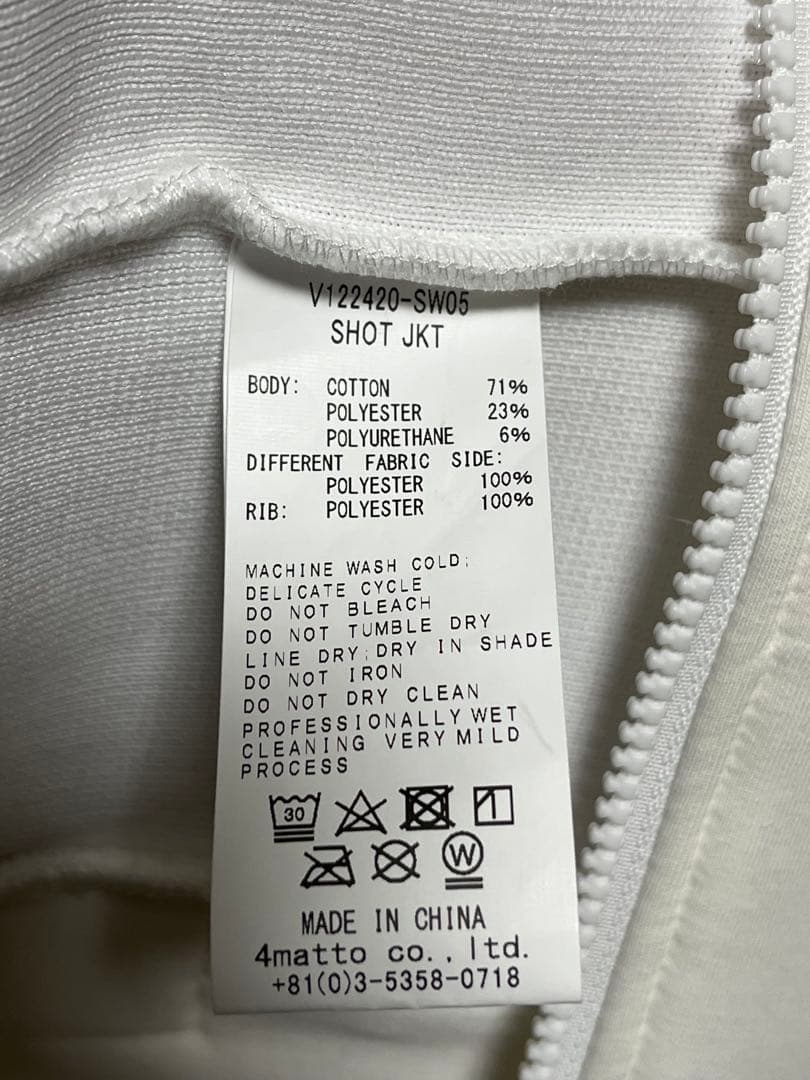 V122420-SW05
SHOT JKT
BODY: COTTON 71%
POLYESTER 23%
POLYURETHANE 6%
DIFFERENT FABRIC SIDE:
POLYESTER 100%
RIB: POLYESTER 100%
MACHINE WASH COLD;
DELICATE CYCLE
DO NOT BLEACH
DO NOT TUMBLE DRY
LINE DRY;DRY IN SHADE
DO NOT IRON
DO NOT DRY CLEAN
PROFESSIONALLY WET
CLEANING VERY MILD
PROCESS
30
W
MADE IN CHINA
4matto co., ltd.
+81(0)3-5358-0718